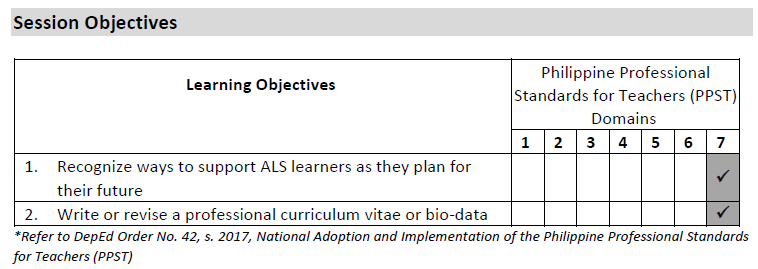 Session Objectives
Learning Objectives
Philippine Professional
Standards for Teachers (PPST)
Domains
1 2 3 4 5 6 7
1. Recognize ways to support ALS learners as they plan for
their future
✓
2. Write or revise a professional curriculum vitae or bio-data ✓
*Refer to DepEd Order No. 42, s. 2017, National Adoption and Implementation of the Philippine Professional Standards
for Teachers (PPST)